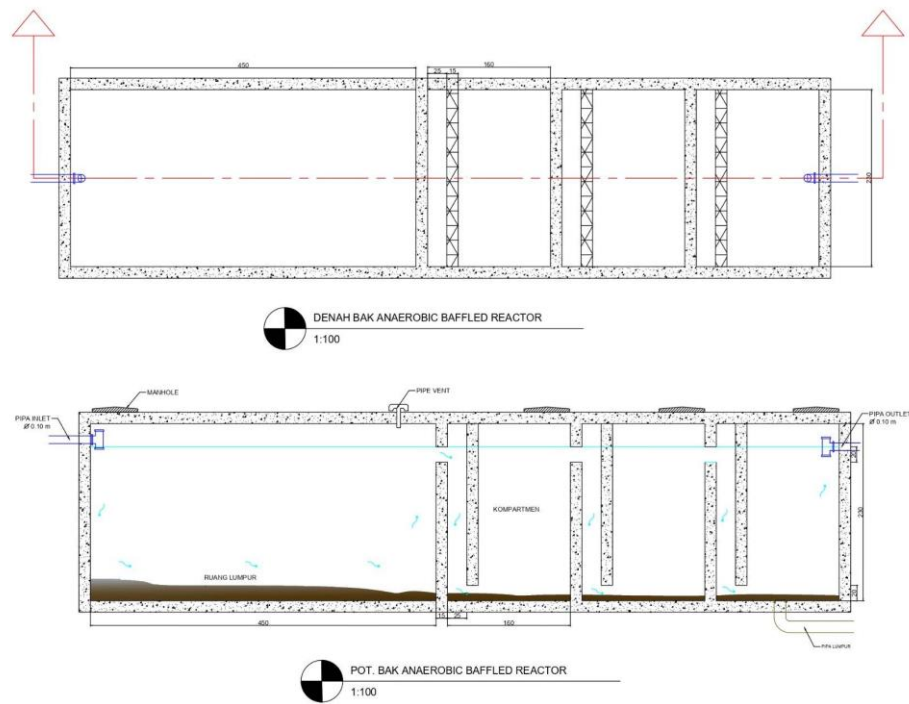 450
25
15
160
230
DENAH BAK ANAEROBIC BAFFLED REACTOR
1:100
MANHOLE
PIPE VENT
PIPA INLET
Ø 0.10 m
PIPA OUTLET
Ø 0.10 m
20
KOMPARTMEN
230
RUANG LUMPUR
20
450
15
25
160
PIPA LUMPUR
POT. BAK ANAEROBIC BAFFLED REACTOR
1:100